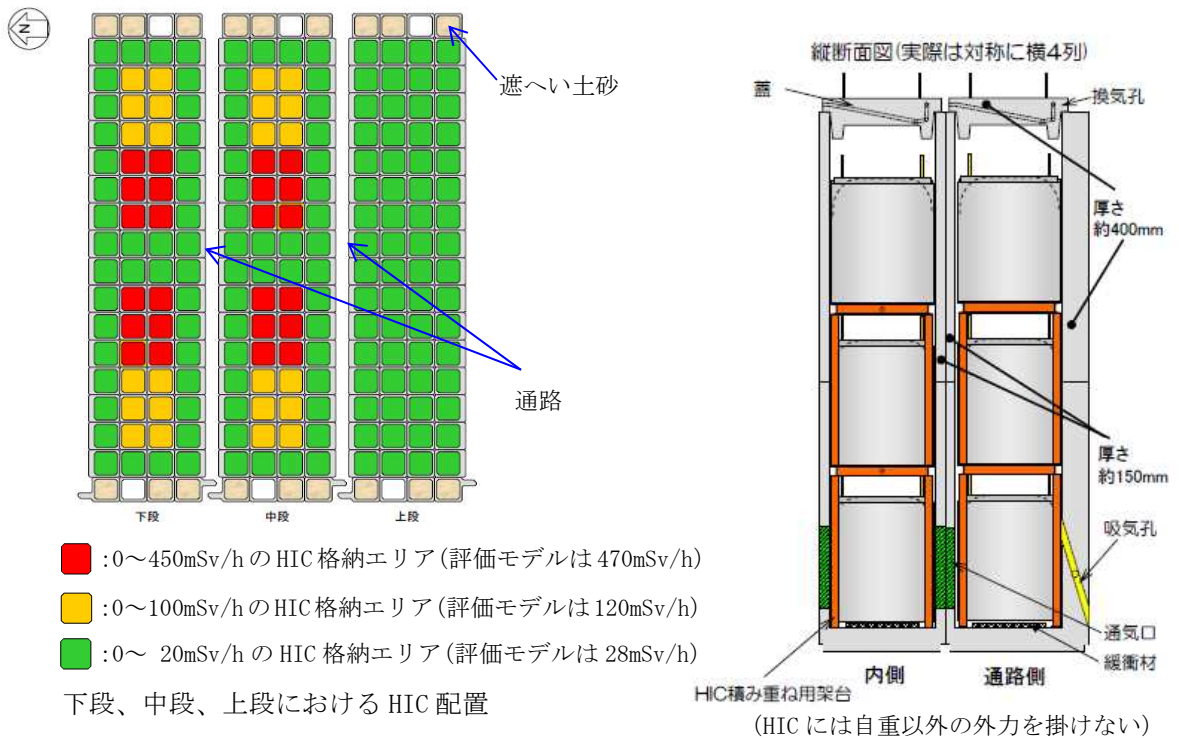 N
遮へい土砂
通路
下段 中段 上段
:0～450mSv/hのHIC格納エリア(評価モデルは470mSv/h)
:0～100mSv/hのHIC格納エリア(評価モデルは120mSv/h)
:0～ 20mSv/hのHIC格納エリア(評価モデルは28mSv/h)
下段、中段、上段におけるHIC配置
縦断面図(実際は対称に横4列)
蓋
換気孔
厚さ
約400mm
厚さ
約150mm
吸気孔
通気口
緩衝材
内側 通路側
HIC積み重ね用架台
(HICには自重以外の外力を掛けない)